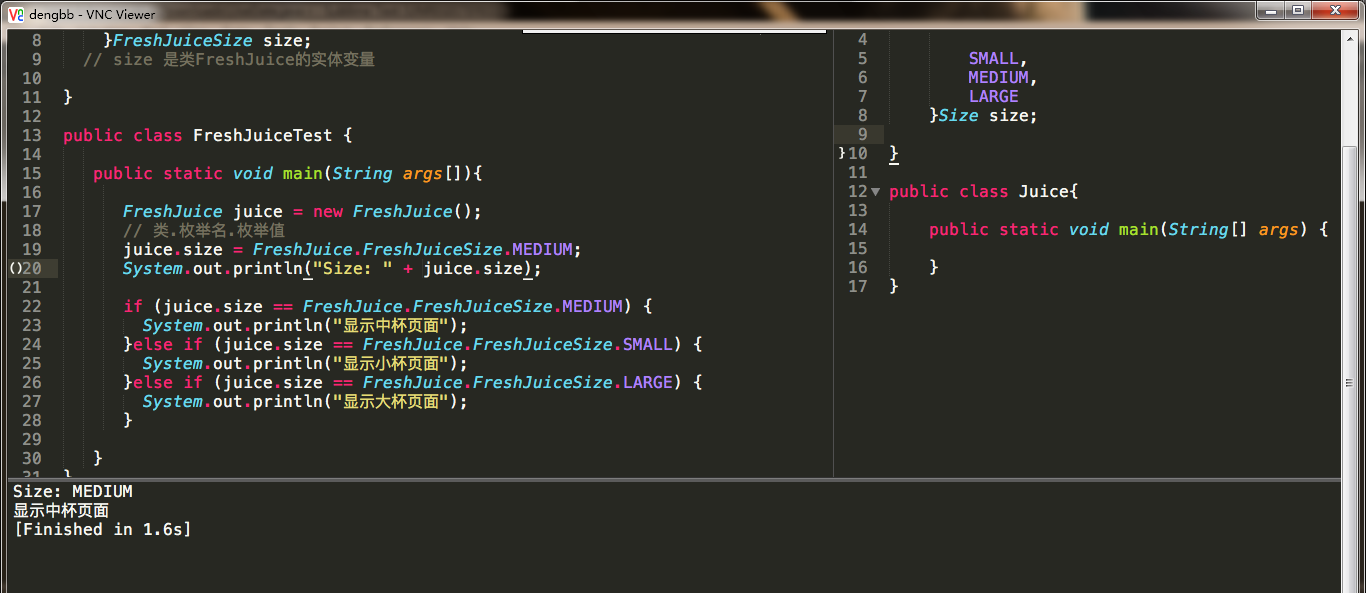 dengbb - VNC Viewer
8 }FreshJuiceSize size;
9 // size 是类FreshJuice的实体变量
10
11 }
12
13 public class FreshJuiceTest {
14
15 public static void main(String args[]){
16
17 FreshJuice juice = new FreshJuice();
18 // 类.枚举名.枚举值
19 juice.size = FreshJuice.FreshJuiceSize.MEDIUM;
()20 System.out.println("Size: " + juice.size);
21
22 if (juice.size == FreshJuice.FreshJuiceSize.MEDIUM) {
23 System.out.println("显示中杯页面");
24 }else if (juice.size == FreshJuice.FreshJuiceSize.SMALL) {
25 System.out.println("显示小杯页面");
26 }else if (juice.size == FreshJuice.FreshJuiceSize.LARGE) {
27 System.out.println("显示大杯页面");
28 }
29
30 }
31 }
4
5 SMALL,
6 MEDIUM,
7 LARGE
8 }Size size;
9
}10 }
11
12 public class Juice{
13
14 public static void main(String[] args) {
15
16 }
17 }
Size: MEDIUM
显示中杯页面
[Finished in 1.6s]